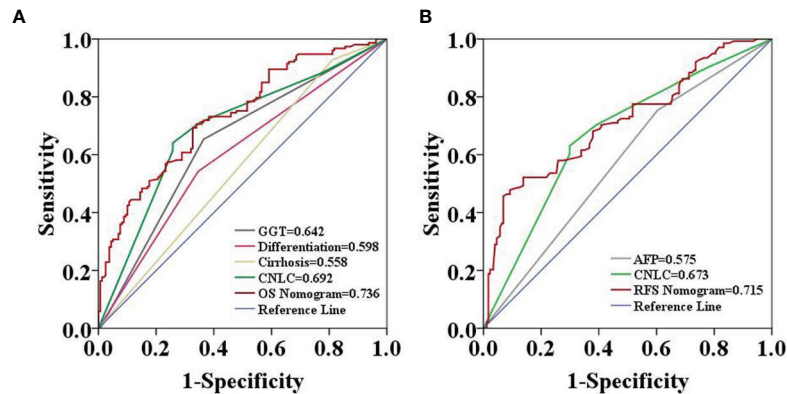 A
Sensitivity
1.0
0.8
0.6
0.4
0.2
0.0
GGT=0.642
Differentiation=0.598
Cirrhosis=0.558
CNLC=0.692
OS Nomogram=0.736
Reference Line
0.0 0.2 0.4 0.6 0.8 1.0
1-Specificity
B
Sensitivity
1.0
0.8
0.6
0.4
0.2
0.0
AFP=0.575
CNLC=0.673
RFS Nomogram=0.715
Reference Line
0.0 0.2 0.4 0.6 0.8 1.0
1-Specificity